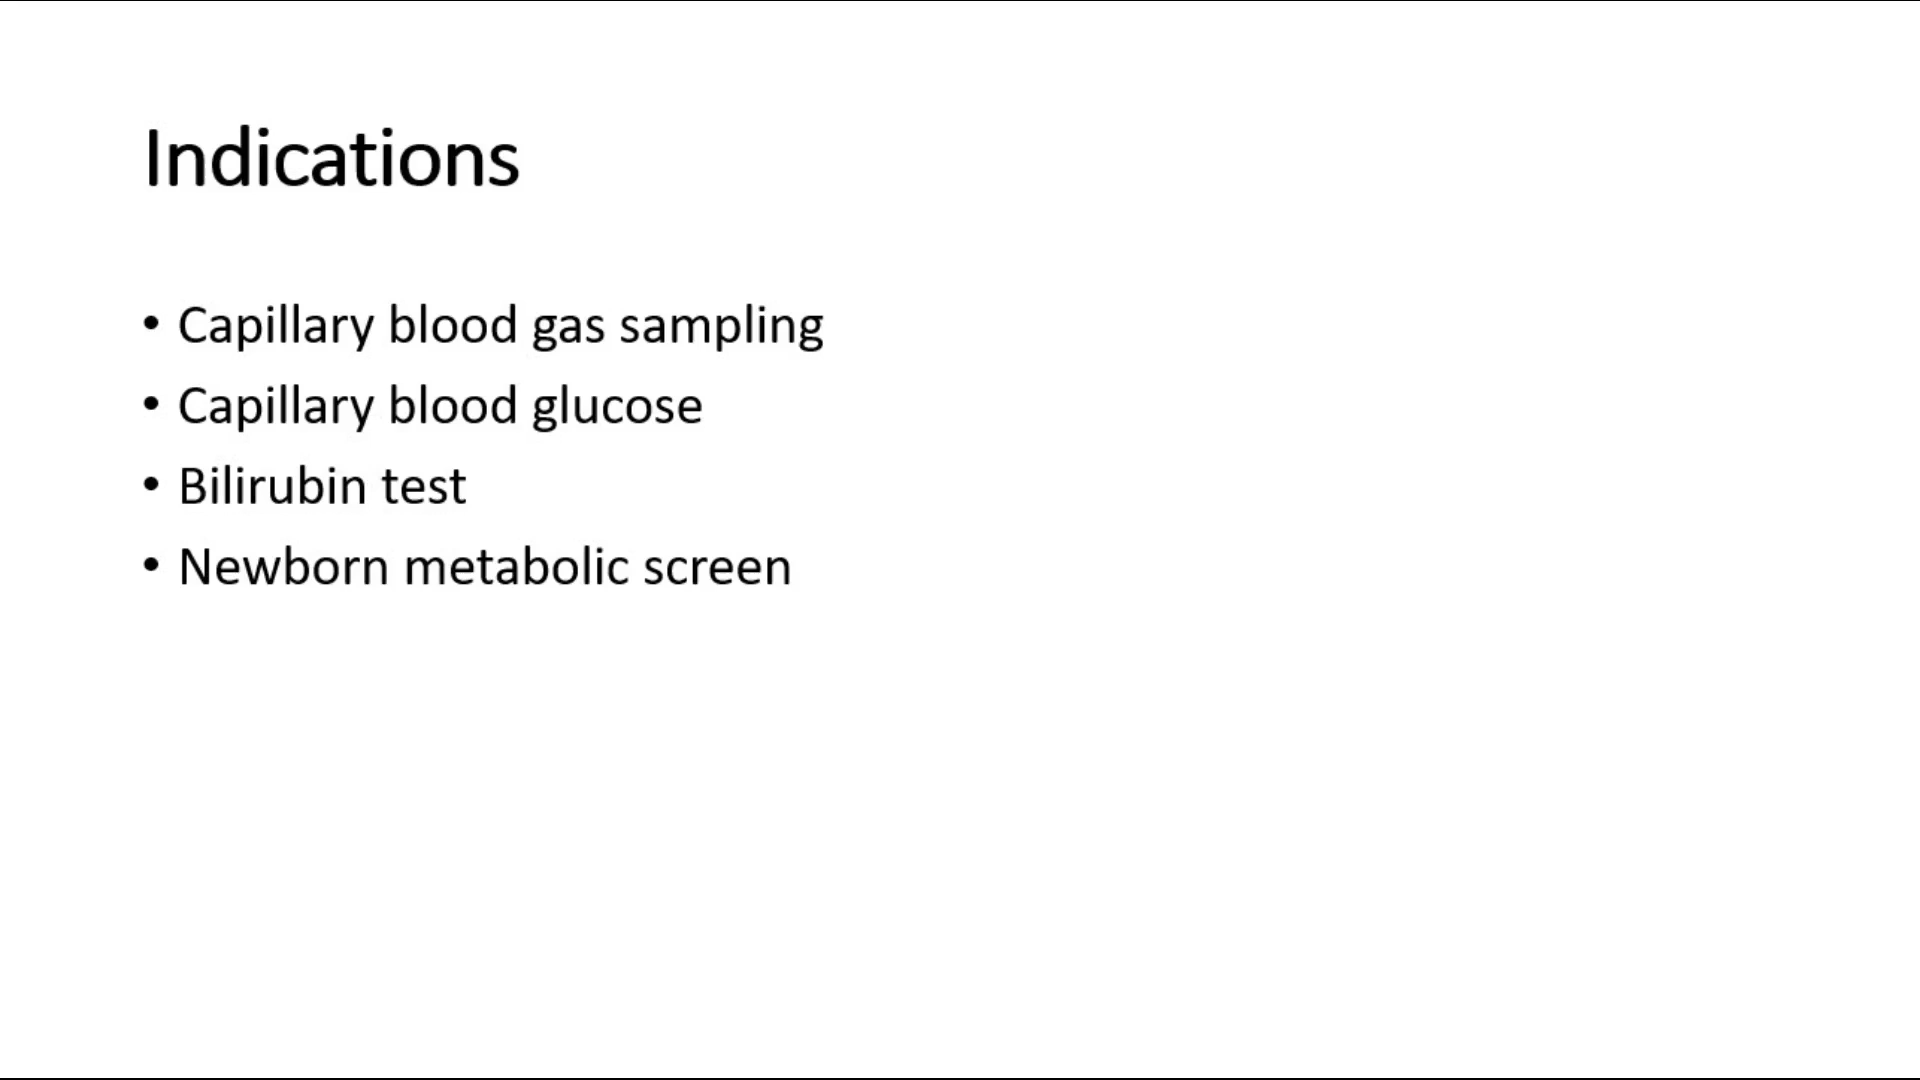 Indications
• Capillary blood gas sampling
• Capillary blood glucose
• Bilirubin test
• Newborn metabolic screen